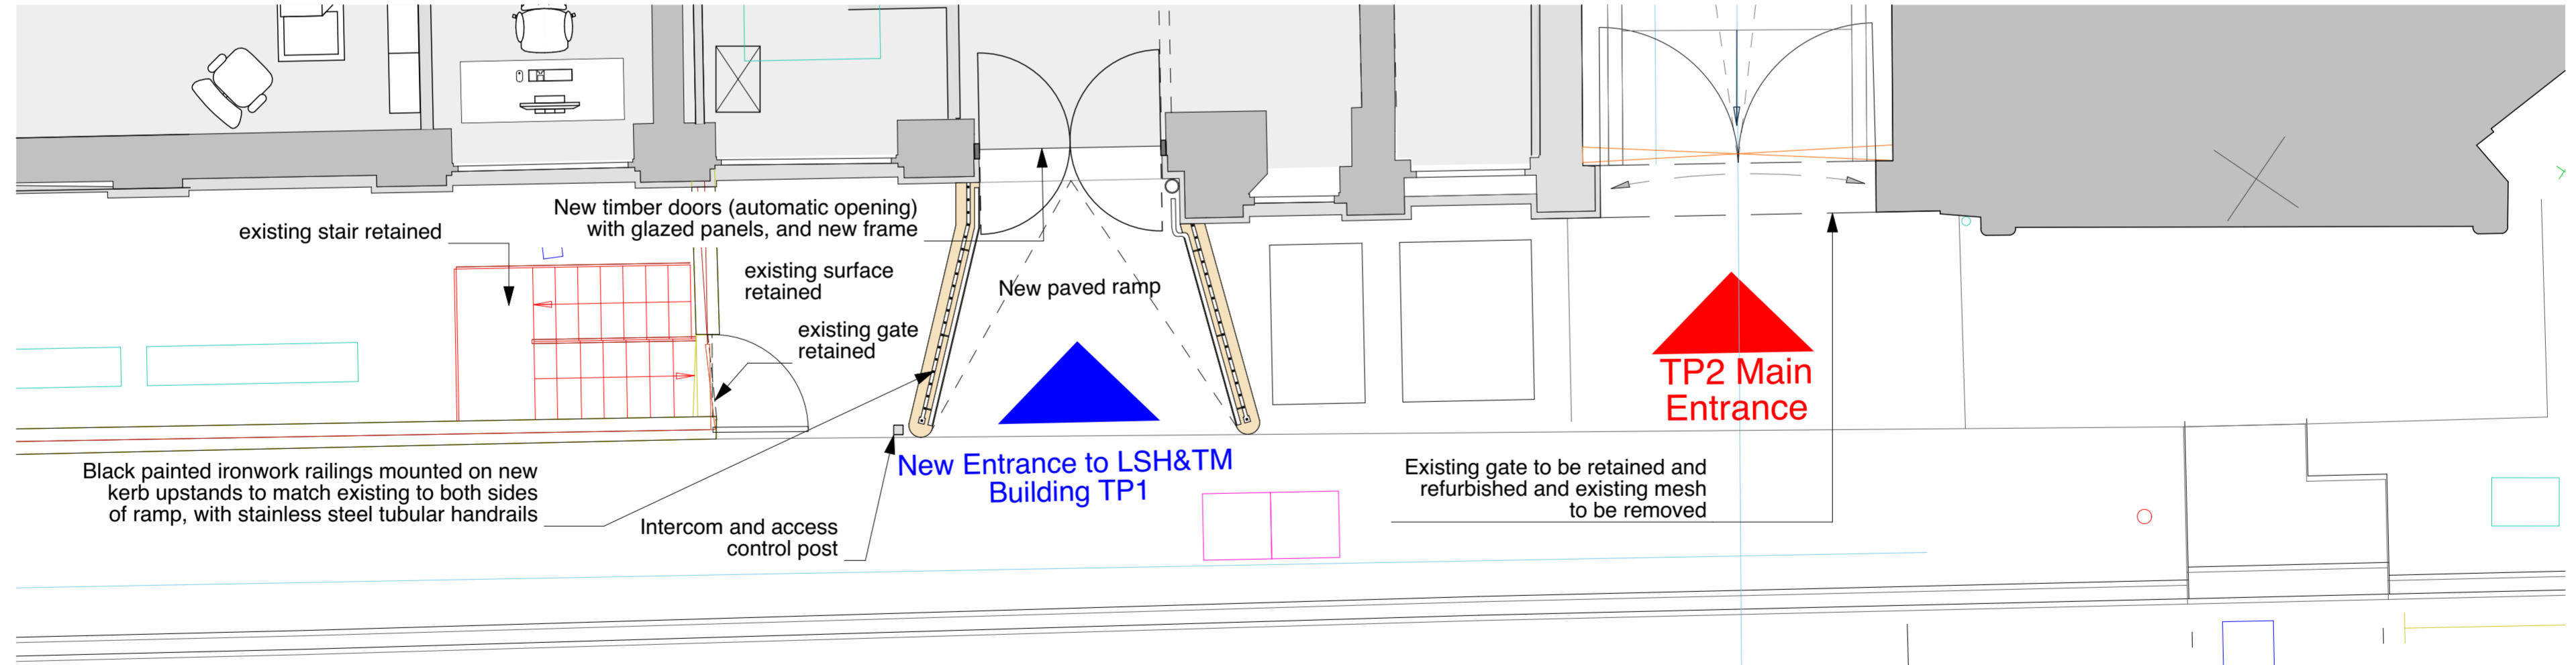 existing stair retained
New timber doors (automatic opening)
with glazed panels, and new frame
existing surface
retained
existing gate
retained
New paved ramp
TP2 Main
Entrance
New Entrance to LSH&TM
Building TP1
Black painted ironwork railings mounted on new
kerb upstands to match existing to both sides
of ramp, with stainless steel tubular handrails
Intercom and access
control post
Existing gate to be retained and
refurbished and existing mesh
to be removed